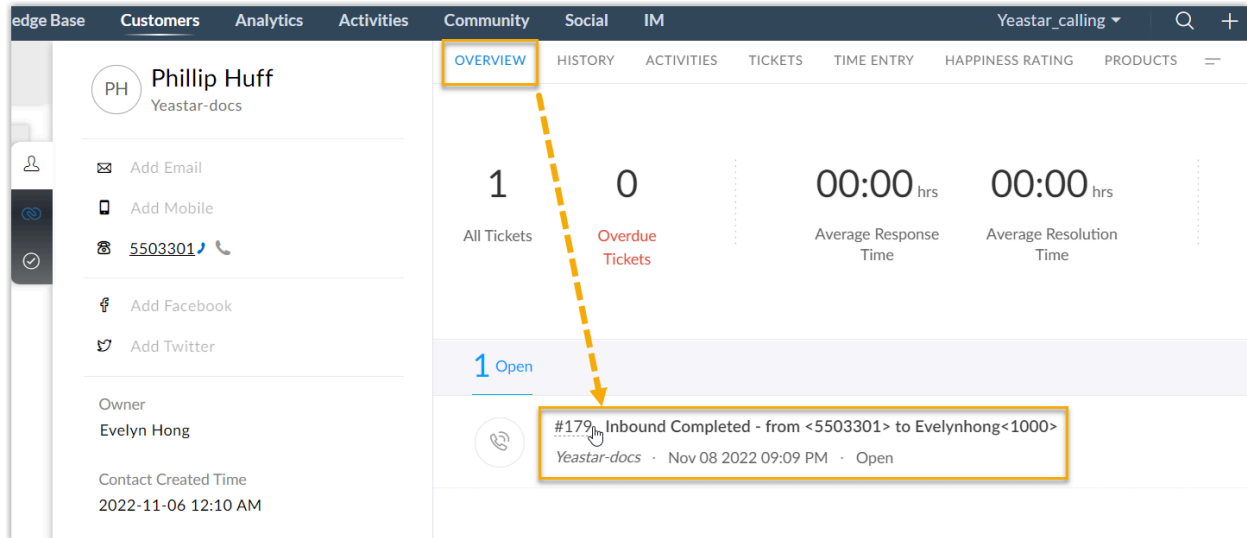 edge Base Customers Analytics Activities Community Social IM Yeastar_calling
OVERVIEW HISTORY ACTIVITIES TICKETS TIME ENTRY HAPPINESS RATING PRODUCTS
PH
Phillip Huff
Yeastar-docs
Add Email
Add Mobile
5503301
Add Facebook
Add Twitter
Owner
Evelyn Hong
Contact Created Time
2022-11-06 12:10 AM
1
All Tickets
0
Overdue
Tickets
00:00 hrs
Average Response
Time
00:00 hrs
Average Resolution
Time
1 Open
#179 Inbound Completed - from <5503301> to Evelynhong<1000>
Yeastar-docs · Nov 08 2022 09:09 PM · Open